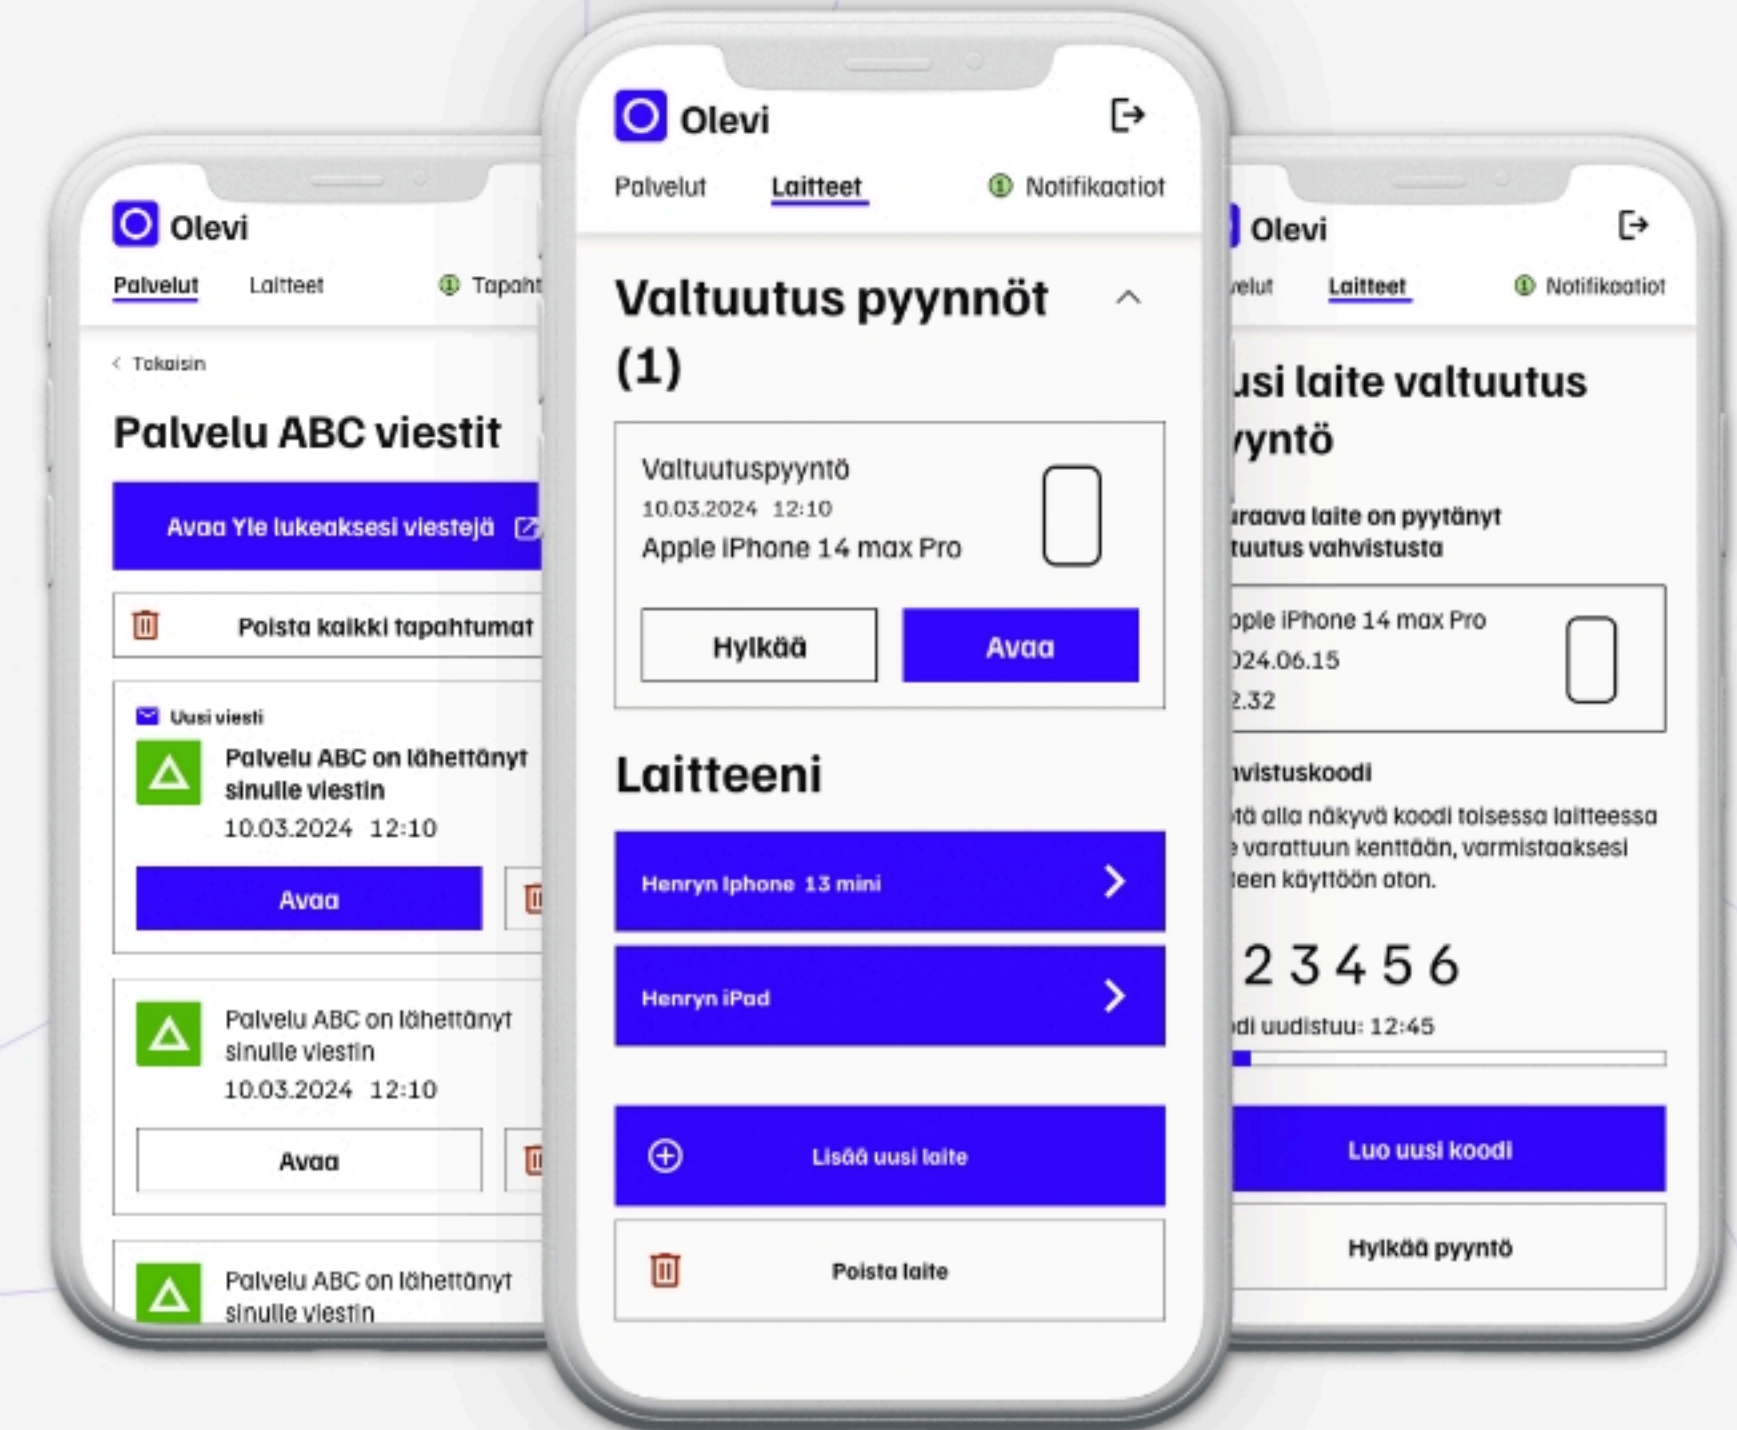 Olevi
Palvelut Laitteet 1 Tapaht
Takaisin
Palvelu ABC viestit
Avaa Yle lukeaksesi viestejä
Poista kaikki tapahtumat
Uusi viesti
Palvelu ABC on lähettänyt
sinulle viestin
10.03.2024 12:10
Avaa
Palvelu ABC on lähettänyt
sinulle viestin
10.03.2024 12:10
Avaa
Palvelu ABC on lähettänyt
sinulle viestin
Olevi
Palvelut Laitteet 1 Notifikaatiot
Valtuutus pyynnöt
(1)
Valtuutuspyyntö
10.03.2024 12:10
Apple iPhone 14 max Pro
Hylkää Avaa
Laitteeni
Henryn Iphone 13 mini
Henryn iPad
Lisää uusi laite
Poista laite
Olevi
velut Laitteet 1 Notifikaatiot
usi laite valtuutus
yyntö
uraava laite on pyytänyt
tuutus vahvistusta
pple iPhone 14 max Pro
024.06.15
2.32
hvistuskoodi
tä alla näkyvä koodi toisessa laitteessa
e varattuun kenttään, varmistaaksesi
teen käyttöön oton.
2 3 4 5 6
di uudistuu: 12:45
Luo uusi koodi
Hylkää pyyntö